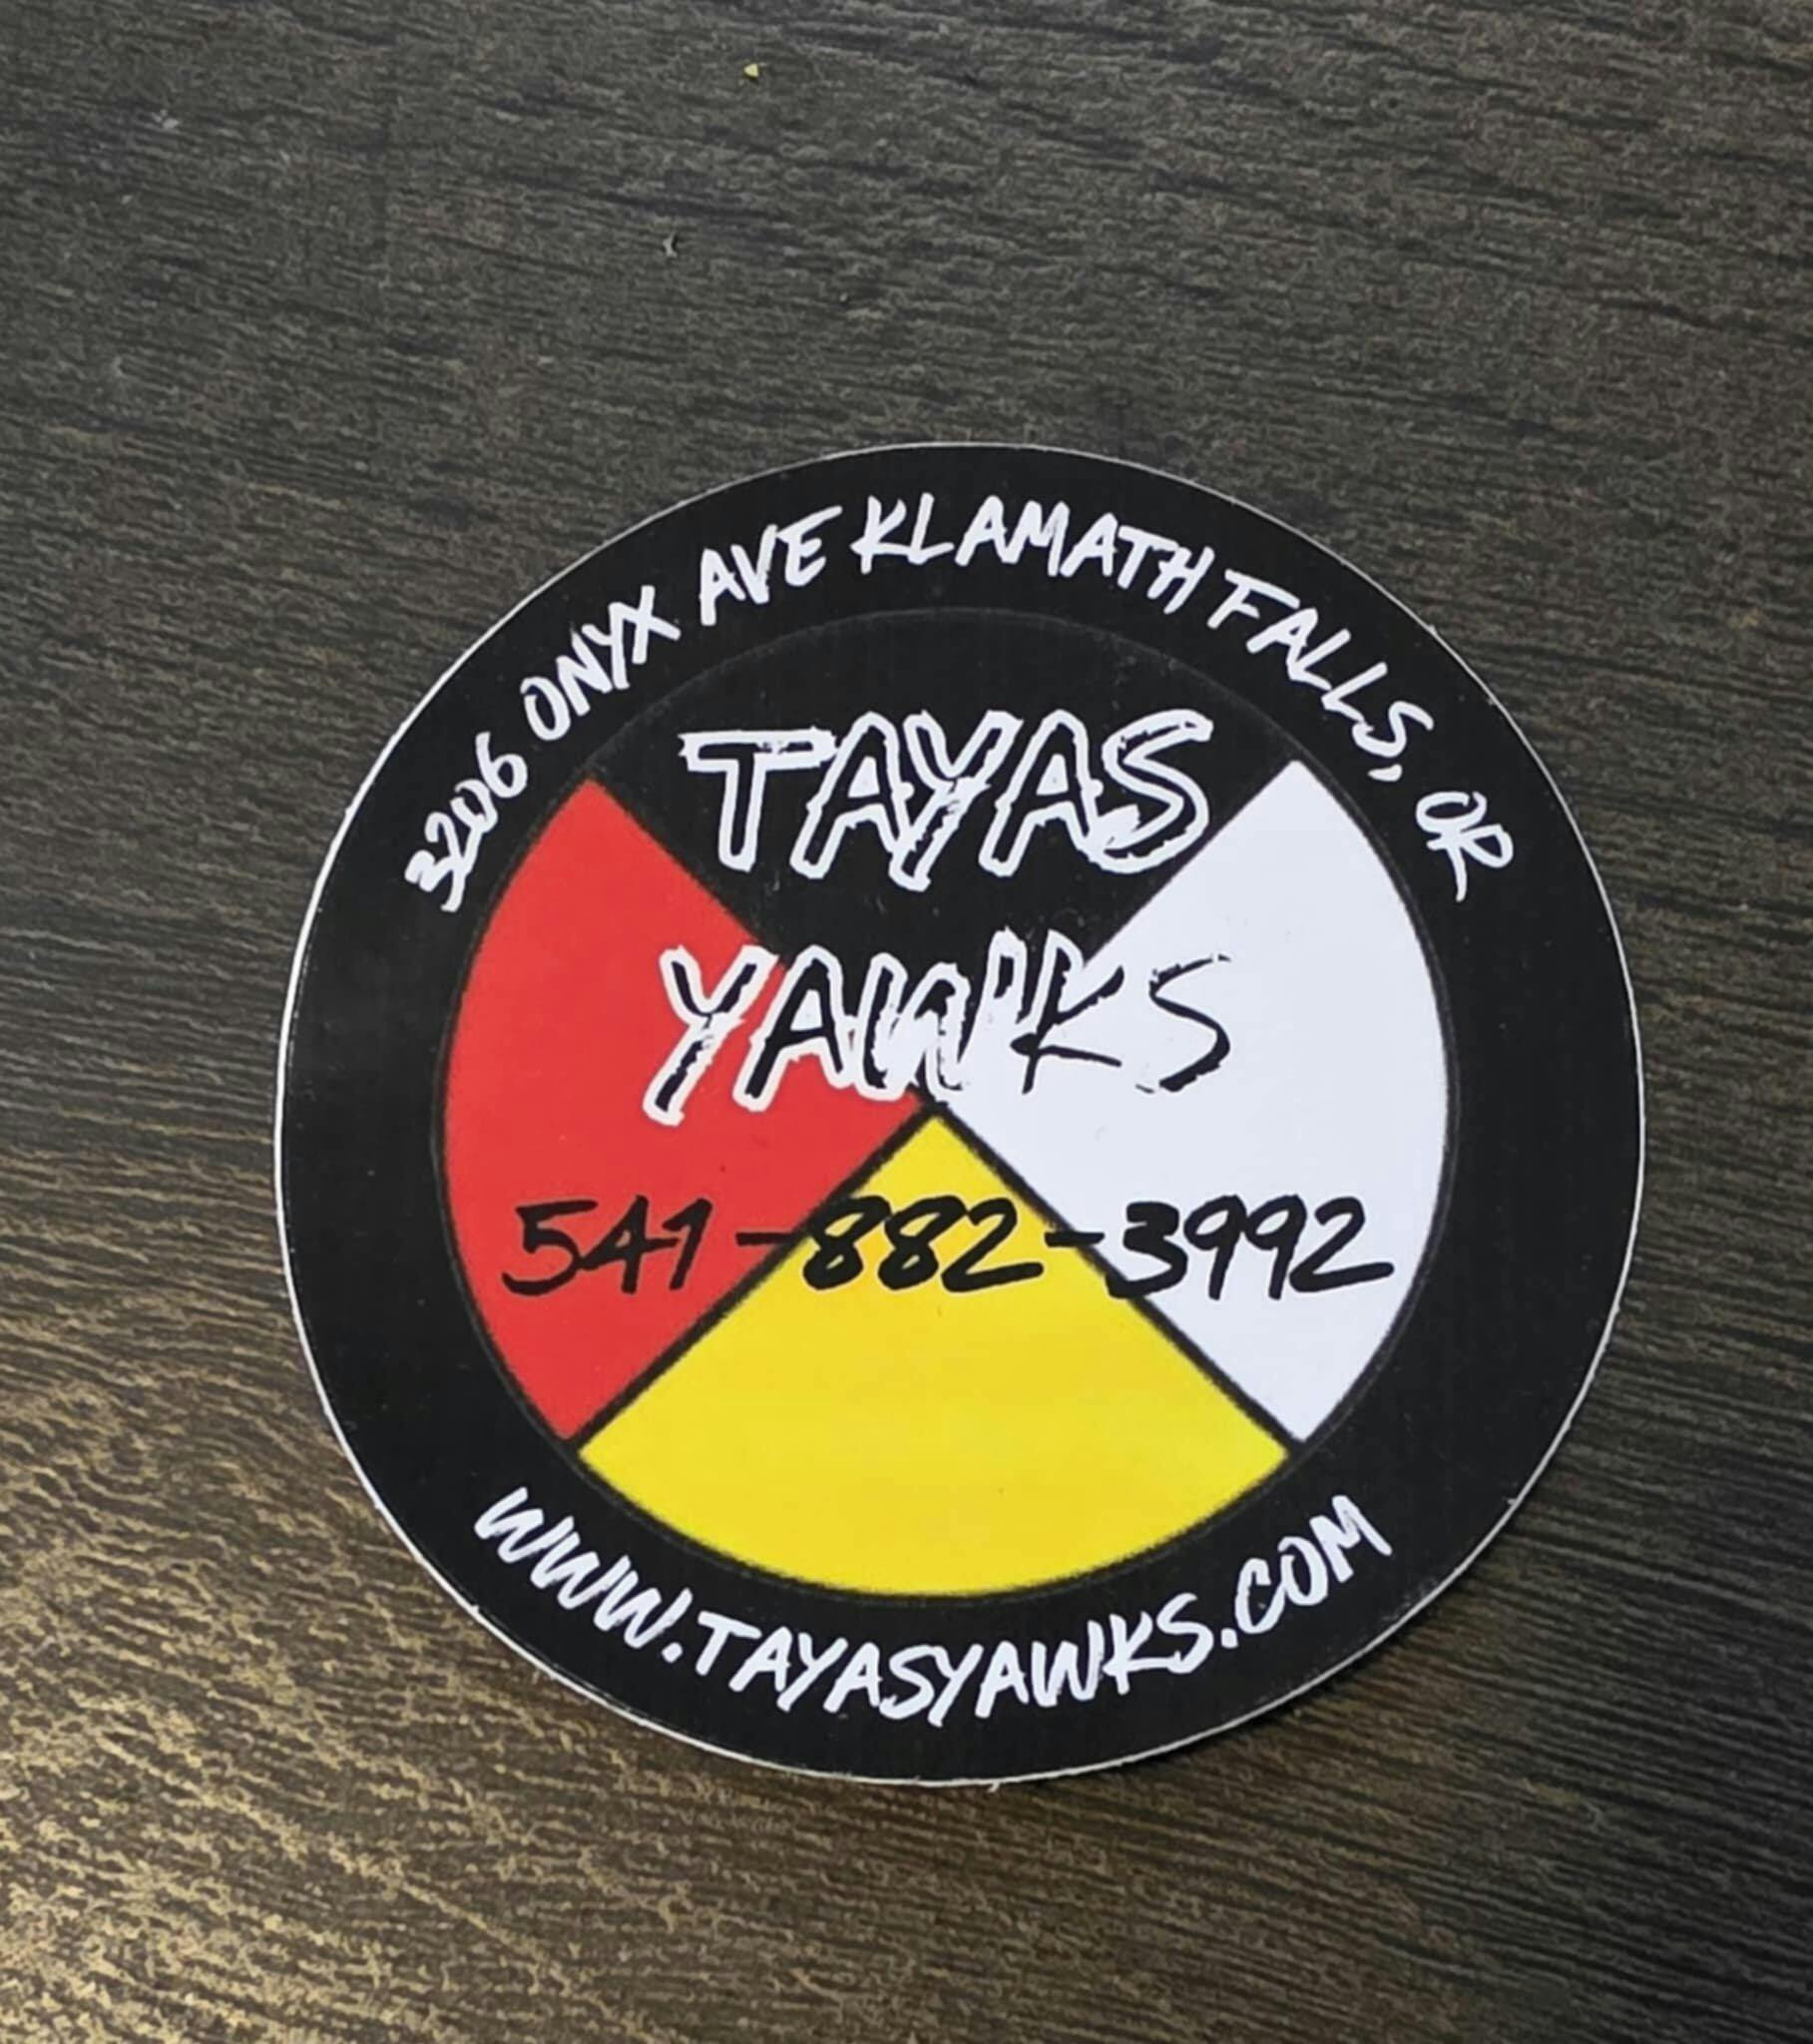 3206 ONYX AVE KLAMATH FALLS, OR
TAYAS
YAWKS
541-882-3992
WWW.TAYASYAWKS.COM